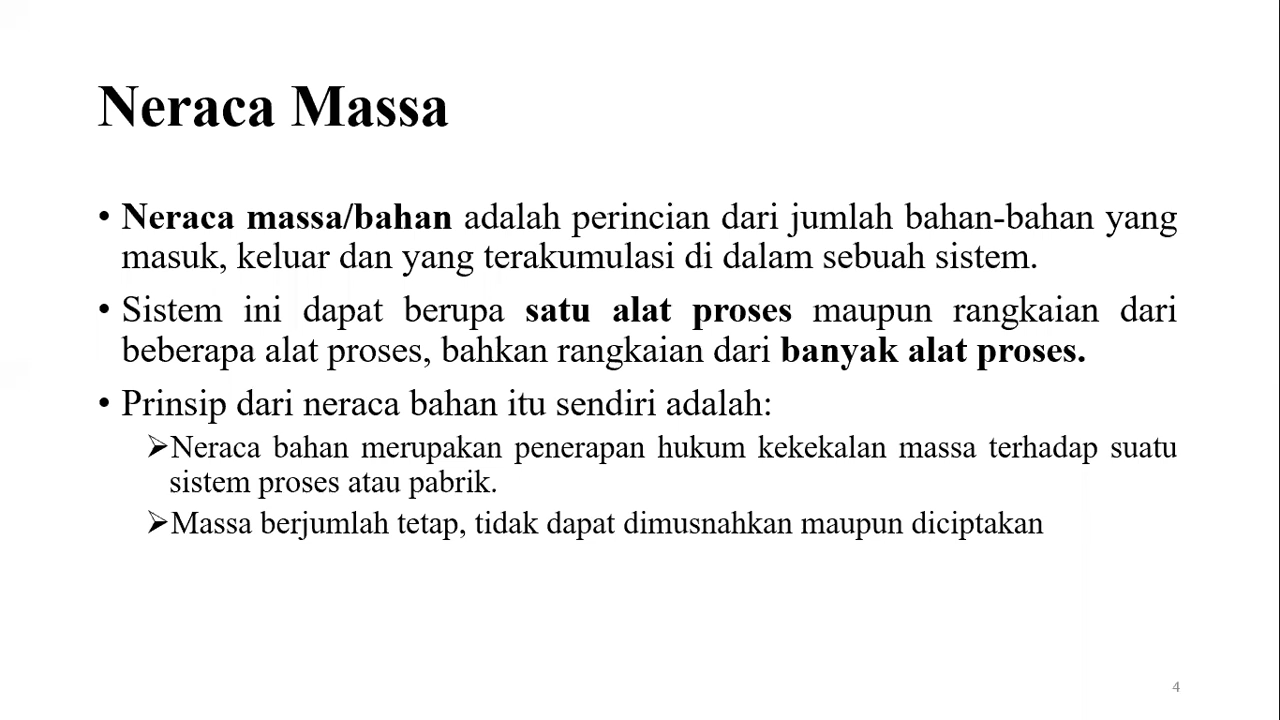 Neraca Massa
• Neraca massa/bahan adalah perincian dari jumlah bahan-bahan yang
masuk, keluar dan yang terakumulasi di dalam sebuah sistem.
• Sistem ini dapat berupa satu alat proses maupun rangkaian dari
beberapa alat proses, bahkan rangkaian dari banyak alat proses.
• Prinsip dari neraca bahan itu sendiri adalah:
➢Neraca bahan merupakan penerapan hukum kekekalan massa terhadap suatu
sistem proses atau pabrik.
➢Massa berjumlah tetap, tidak dapat dimusnahkan maupun diciptakan
4